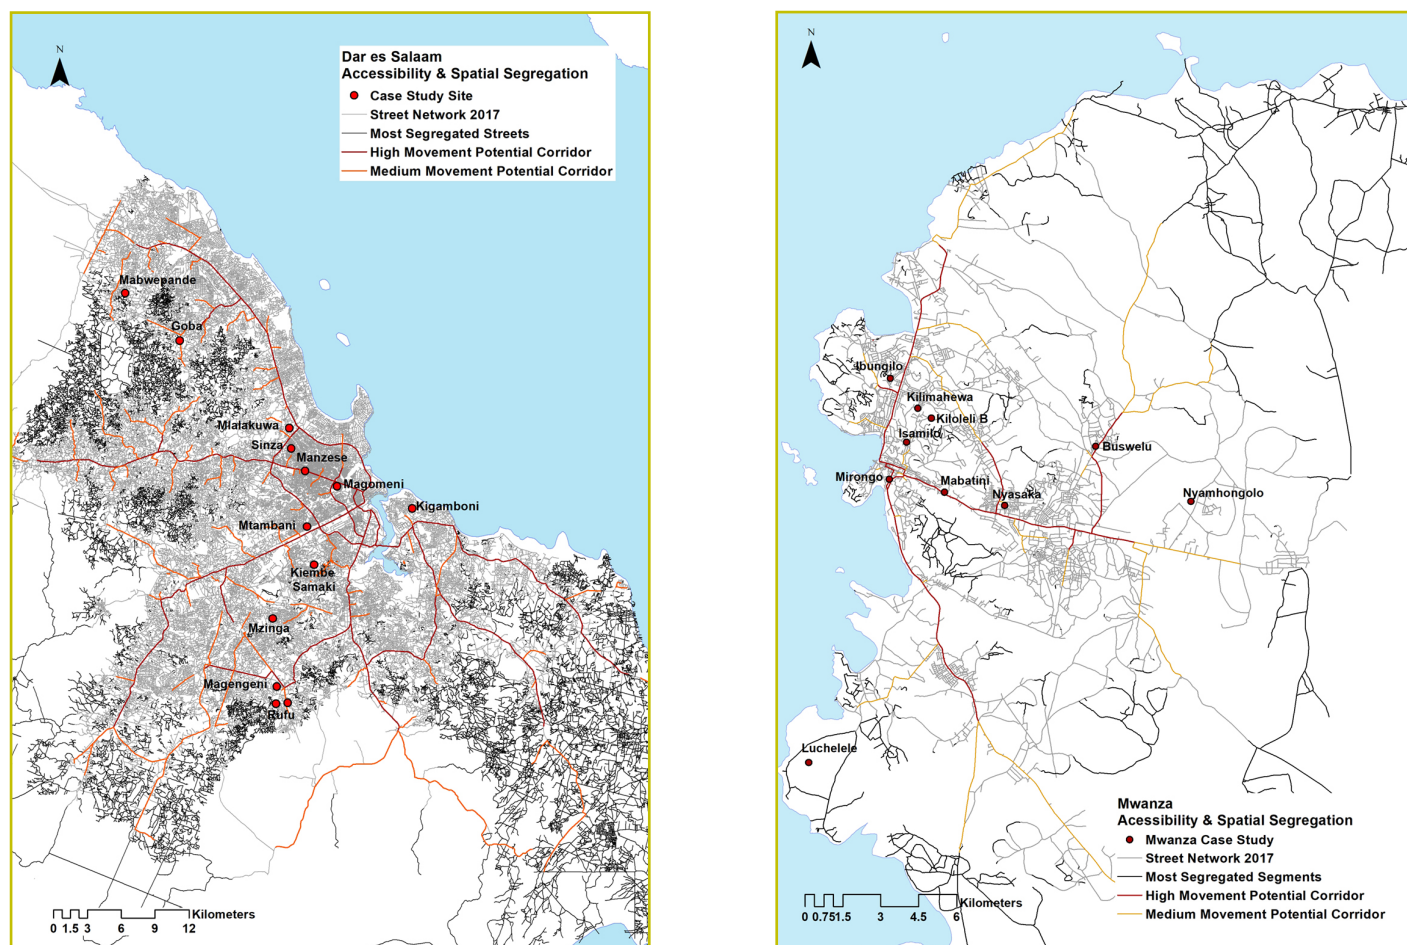 N
Dar es Salaam
Accessibility & Spatial Segregation
Case Study Site
Street Network 2017
Most Segregated Streets
High Movement Potential Corridor
Medium Movement Potential Corridor
Mabwepande
Goba
Mlalakuwa
Sinza
Manzese
Magomeni
Kigamboni
Mtambani
Kiembe
Samaki
Mzinga
Magengeni
Rufu
Kilometers
0 1.5 3 6 9 12
N
Ibungilo
Kilimahewa
Kiloleli B
Isamilo
Buswelu
Mirongo
Mabatini
Nyasaka
Nyamhongolo
Luchelele
Mwanza
Acessibility & Spatial Segregation
Mwanza Case Study
Street Network 2017
Most Segregated Segments
High Movement Potential Corridor
Medium Movement Potential Corridor
Kilometers
0 0.751.5 3 4.5 6